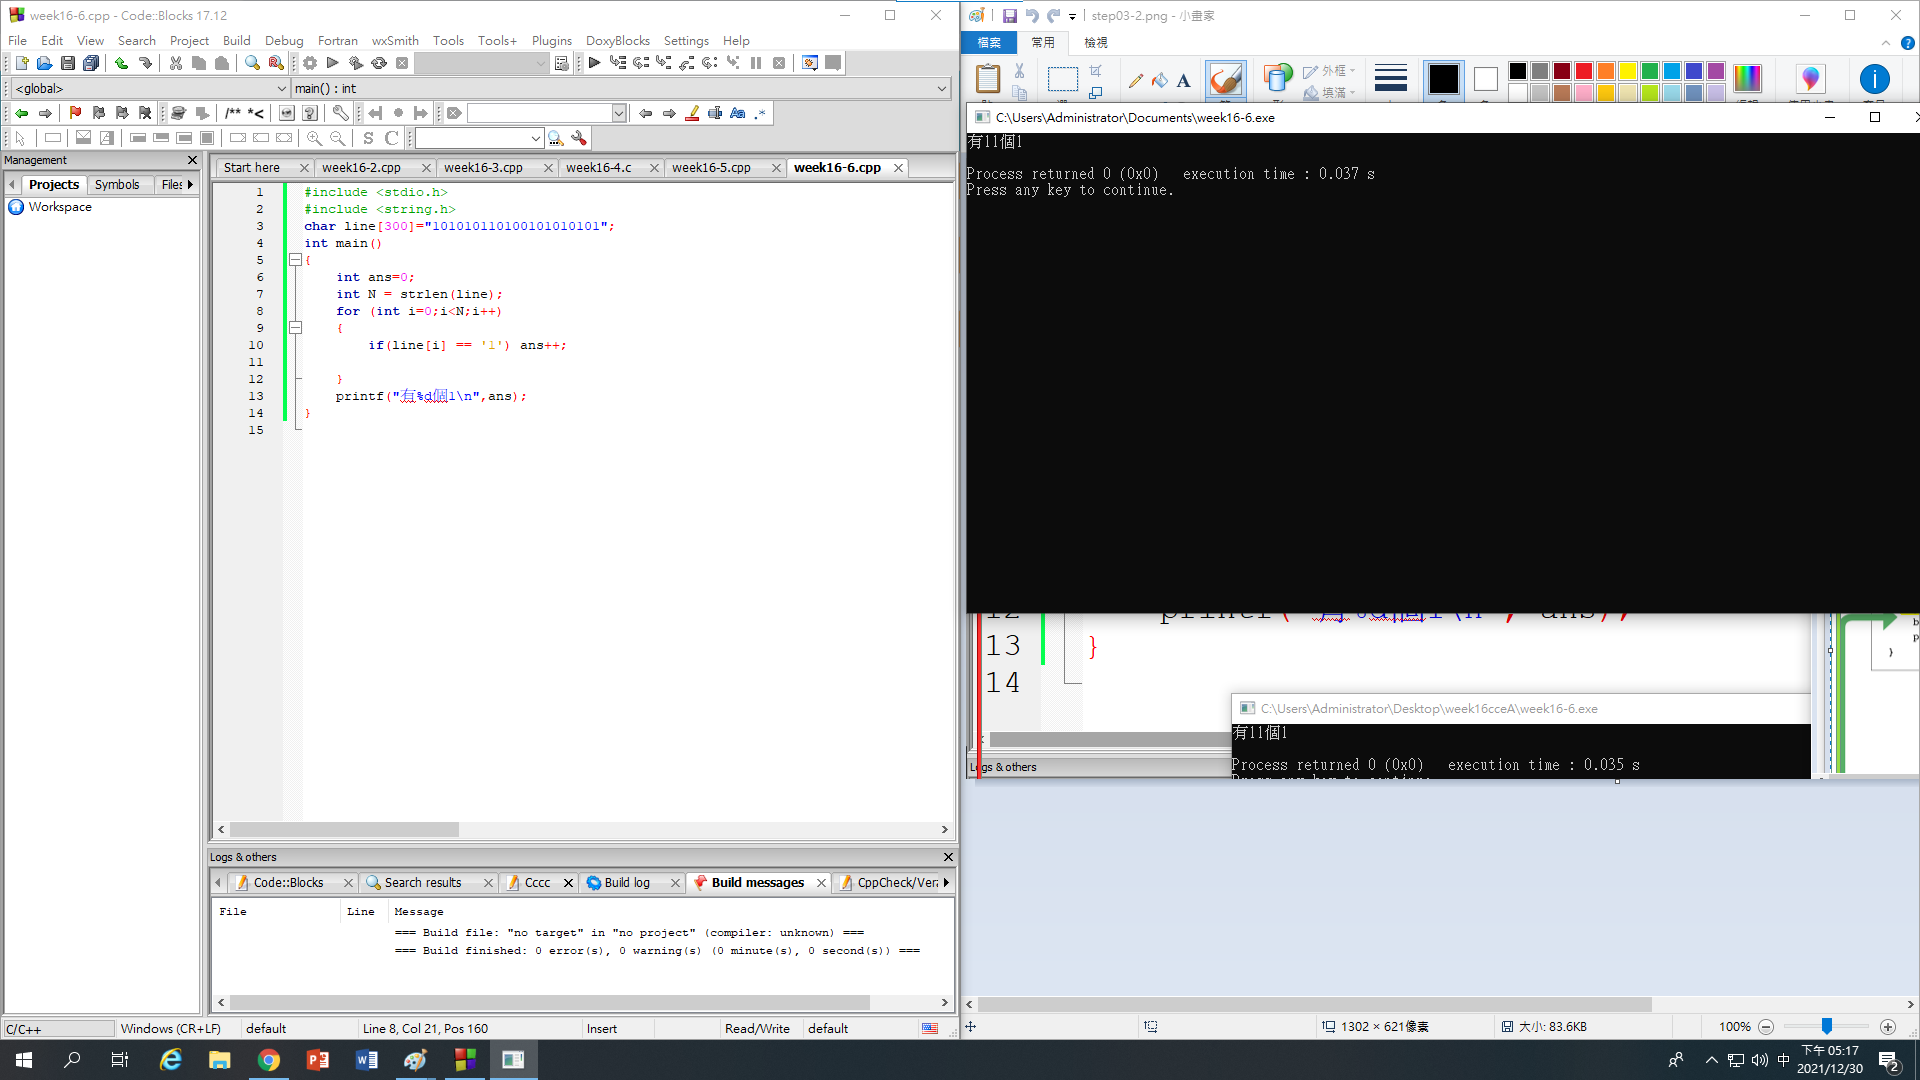 week16-6.cpp - Code::Blocks 17.12
File Edit View Search Project Build Debug Fortran wxSmith Tools Tools+ Plugins DoxyBlocks Settings Help
<global>
main() : int
/** *<
Management
Projects Symbols Files
Workspace
Start here week16-2.cpp week16-3.cpp week16-4.c week16-5.cpp week16-6.cpp
1 #include <stdio.h>
2 #include <string.h>
3 char line[300]="101010110100101010101";
4 int main()
5 {
6 int ans=0;
7 int N = strlen(line);
8 for (int i=0;i<N;i++)
9 {
10 if(line[i] == '1') ans++;
11
12 }
13 printf("有%d個1\n",ans);
14 }
15
Logs & others
Code::Blocks Search results Cccc Build log Build messages CppCheck/Vera
File Line Message
=== Build file: "no target" in "no project" (compiler: unknown) ===
=== Build finished: 0 error(s), 0 warning(s) (0 minute(s), 0 second(s)) ===
C/C++ Windows (CR+LF) default Line 8, Col 21, Pos 160 Insert Read/Write default
step03-2.png - 小畫家
檔案 常用 檢視
外框
填滿
C:\Users\Administrator\Documents\week16-6.exe
有11個1
Process returned 0 (0x0) execution time : 0.037 s
Press any key to continue.
12 printf("有%d個1\n", ans);
13 }
14
C:\Users\Administrator\Desktop\week16cceA\week16-6.exe
有11個1
Process returned 0 (0x0) execution time : 0.035 s
Logs & others
b
p
}
1302 × 621像素
大小: 83.6KB
100%
中
下午 05:17
2021/12/30
2